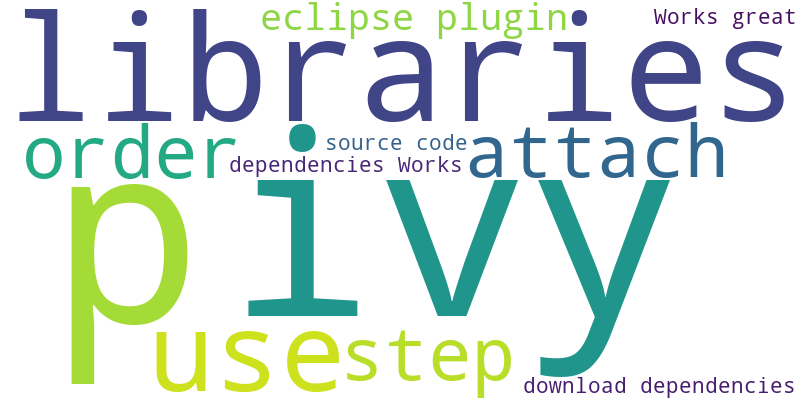 eclipse plugin
Works great
libraries
order
source code
attach
dependencies Works
p
ivy
use
step
download dependencies